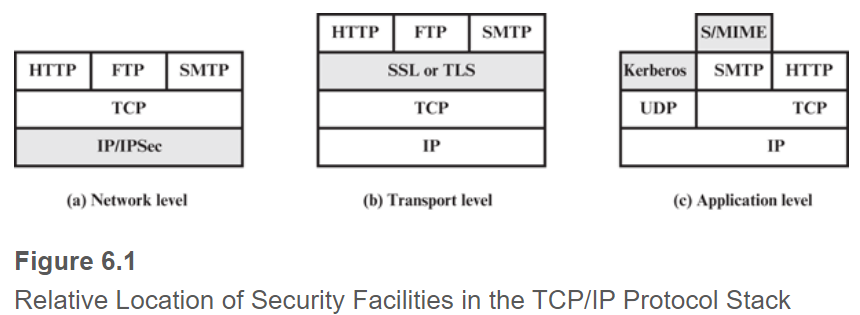 HTTP FTP SMTP
TCP
IP/IPSec
(a) Network level
HTTP FTP SMTP
SSL or TLS
TCP
IP
(b) Transport level
S/MIME
Kerberos SMTP HTTP
UDP TCP
IP
(c) Application level
Figure 6.1
Relative Location of Security Facilities in the TCP/IP Protocol Stack